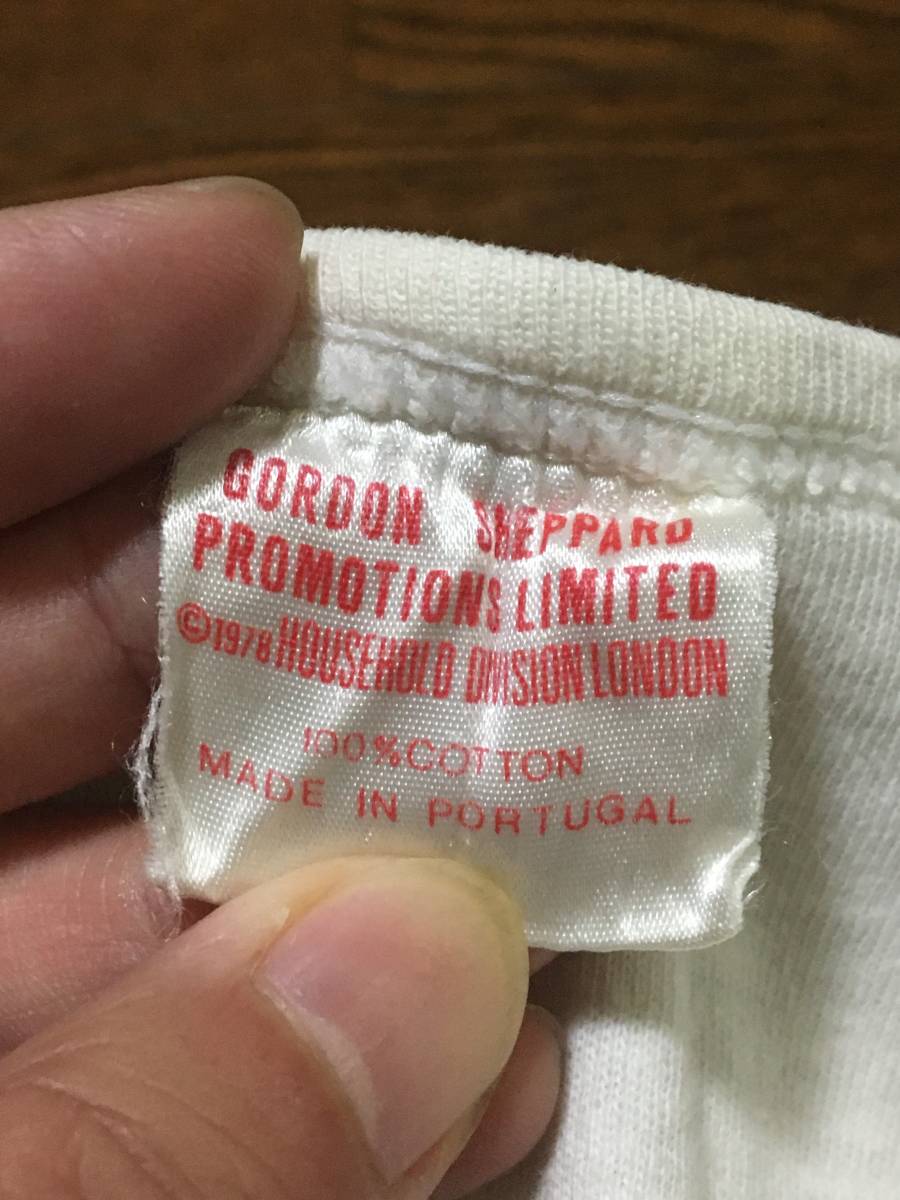 GORDON SHEPPARD
PROMOTIONS LIMITED
©1978 HOUSEHOLD DIVISION LONDON
100% COTTON
MADE IN PORTUGAL